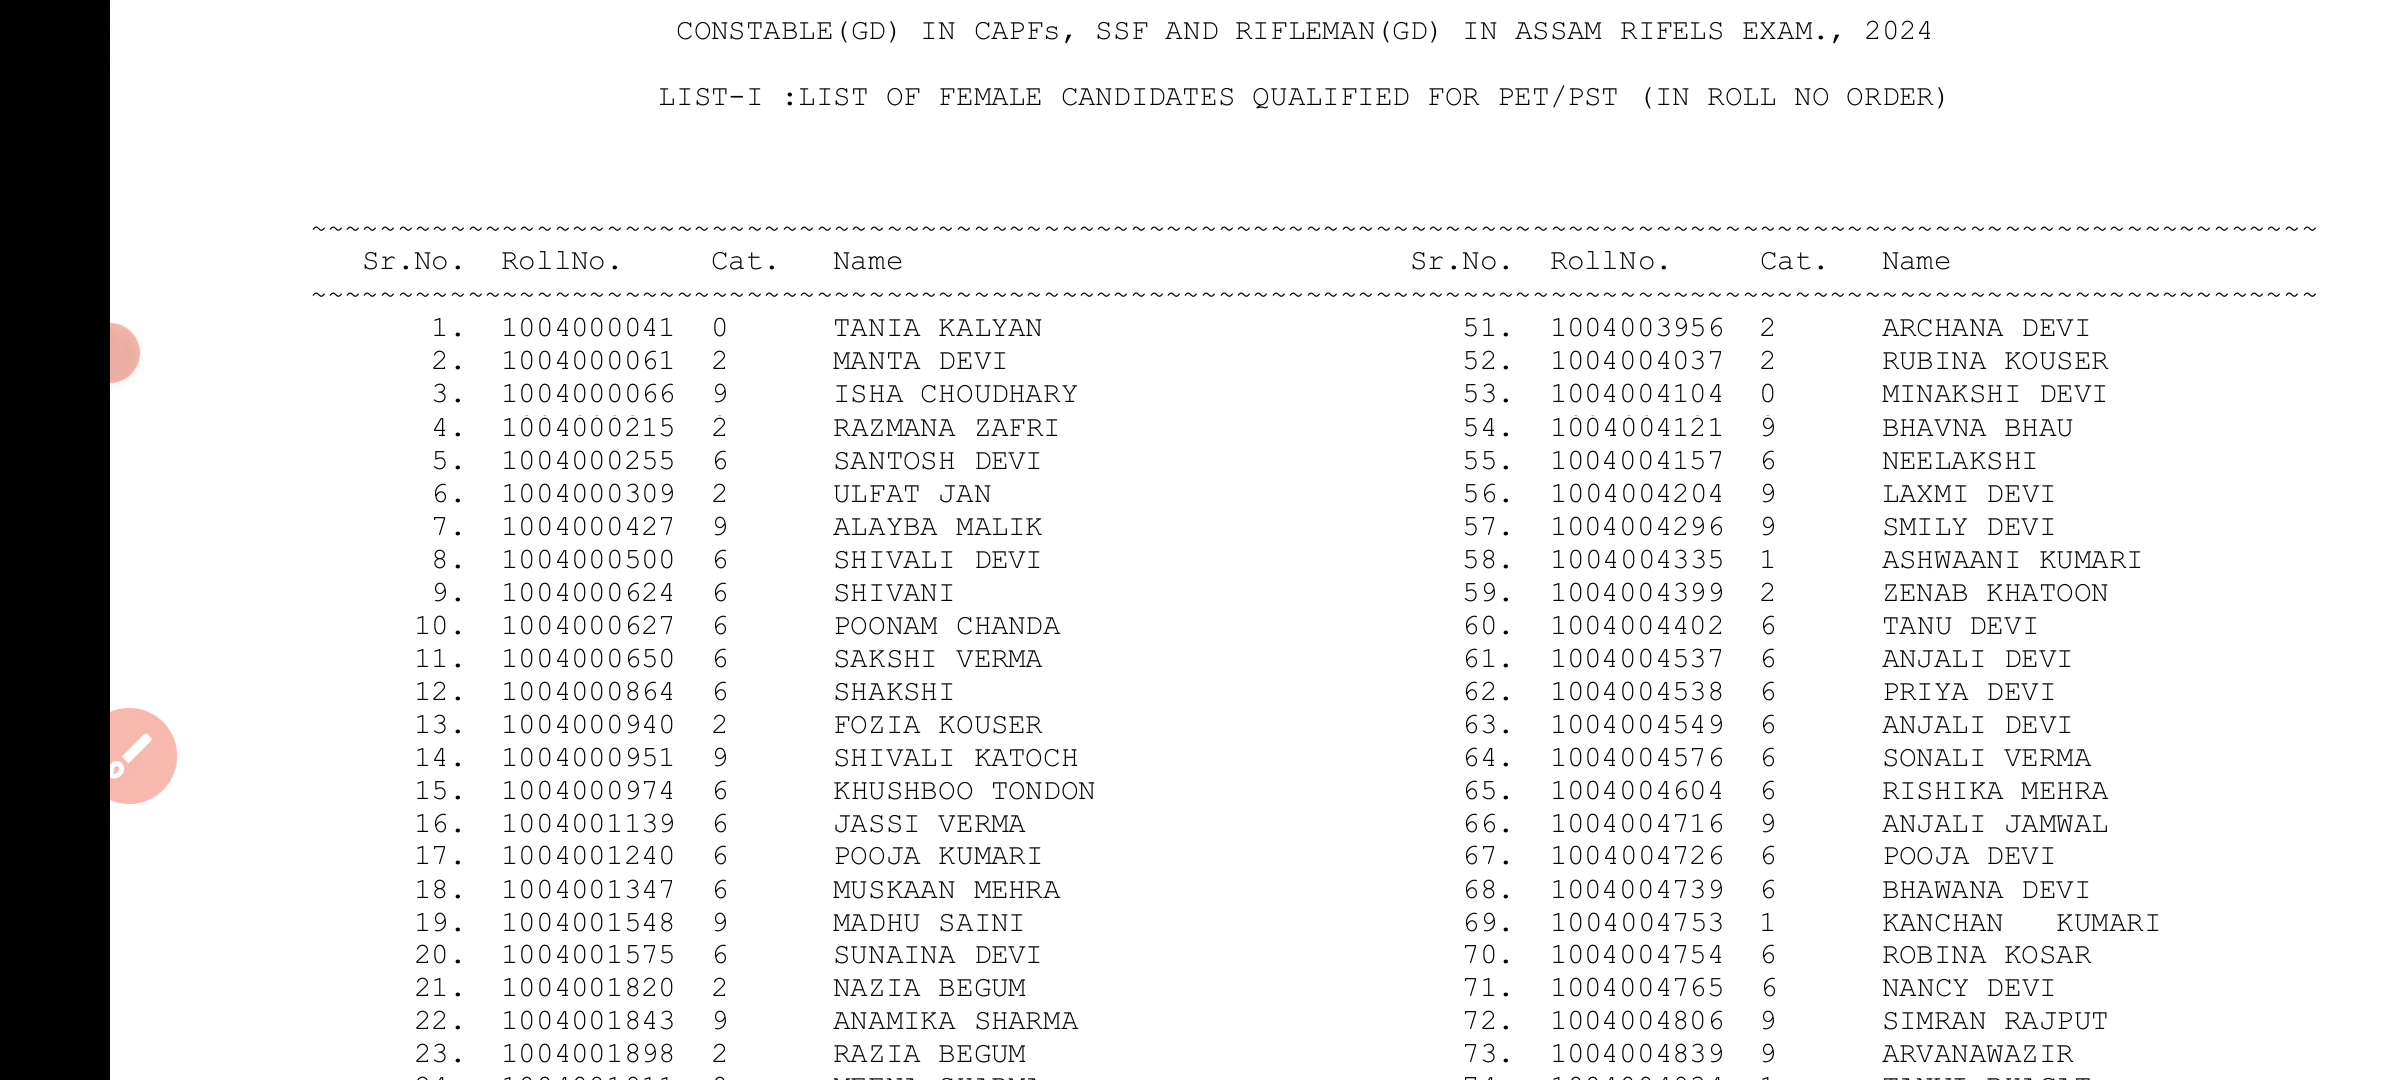 CONSTABLE(GD) IN CAPFs, SSF AND RIFLEMAN(GD) IN ASSAM RIFELS EXAM., 2024
LIST-I :LIST OF FEMALE CANDIDATES QUALIFIED FOR PET/PST (IN ROLL NO ORDER)
Sr.No. RollNo. Cat. Name Sr.No. RollNo. Cat. Name
1. 1004000041 0 TANIA KALYAN 51. 1004003956 2 ARCHANA DEVI
2. 1004000061 2 MANTA DEVI 52. 1004004037 2 RUBINA KOUSER
3. 1004000066 9 ISHA CHOUDHARY 53. 1004004104 0 MINAKSHI DEVI
4. 1004000215 2 RAZMANA ZAFRI 54. 1004004121 9 BHAVNA BHAU
5. 1004000255 6 SANTOSH DEVI 55. 1004004157 6 NEELAKSHI
6. 1004000309 2 ULFAT JAN 56. 1004004204 9 LAXMI DEVI
7. 1004000427 9 ALAYBA MALIK 57. 1004004296 9 SMILY DEVI
8. 1004000500 6 SHIVALI DEVI 58. 1004004335 1 ASHWAANI KUMARI
9. 1004000624 6 SHIVANI 59. 1004004399 2 ZENAB KHATOON
10. 1004000627 6 POONAM CHANDA 60. 1004004402 6 TANU DEVI
11. 1004000650 6 SAKSHI VERMA 61. 1004004537 6 ANJALI DEVI
12. 1004000864 6 SHAKSHI 62. 1004004538 6 PRIYA DEVI
13. 1004000940 2 FOZIA KOUSER 63. 1004004549 6 ANJALI DEVI
14. 1004000951 9 SHIVALI KATOCH 64. 1004004576 6 SONALI VERMA
15. 1004000974 6 KHUSHBOO TONDON 65. 1004004604 6 RISHIKA MEHRA
16. 1004001139 6 JASSI VERMA 66. 1004004716 9 ANJALI JAMWAL
17. 1004001240 6 POOJA KUMARI 67. 1004004726 6 POOJA DEVI
18. 1004001347 6 MUSKAAN MEHRA 68. 1004004739 6 BHAWANA DEVI
19. 1004001548 9 MADHU SAINI 69. 1004004753 1 KANCHAN KUMARI
20. 1004001575 6 SUNAINA DEVI 70. 1004004754 6 ROBINA KOSAR
21. 1004001820 2 NAZIA BEGUM 71. 1004004765 6 NANCY DEVI
22. 1004001843 9 ANAMIKA SHARMA 72. 1004004806 9 SIMRAN RAJPUT
23. 1004001898 2 RAZIA BEGUM 73. 1004004839 9 ARVANAWAZIR